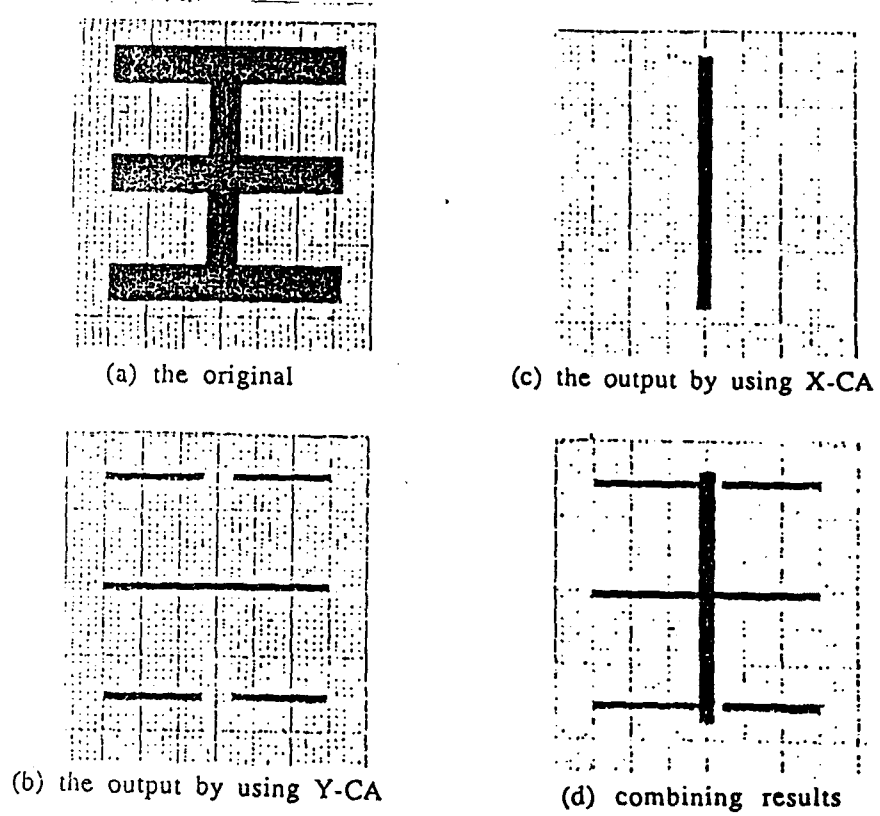 (a) the original
(c) the output by using X-CA
(b) the output by using Y-CA
(d) combining results